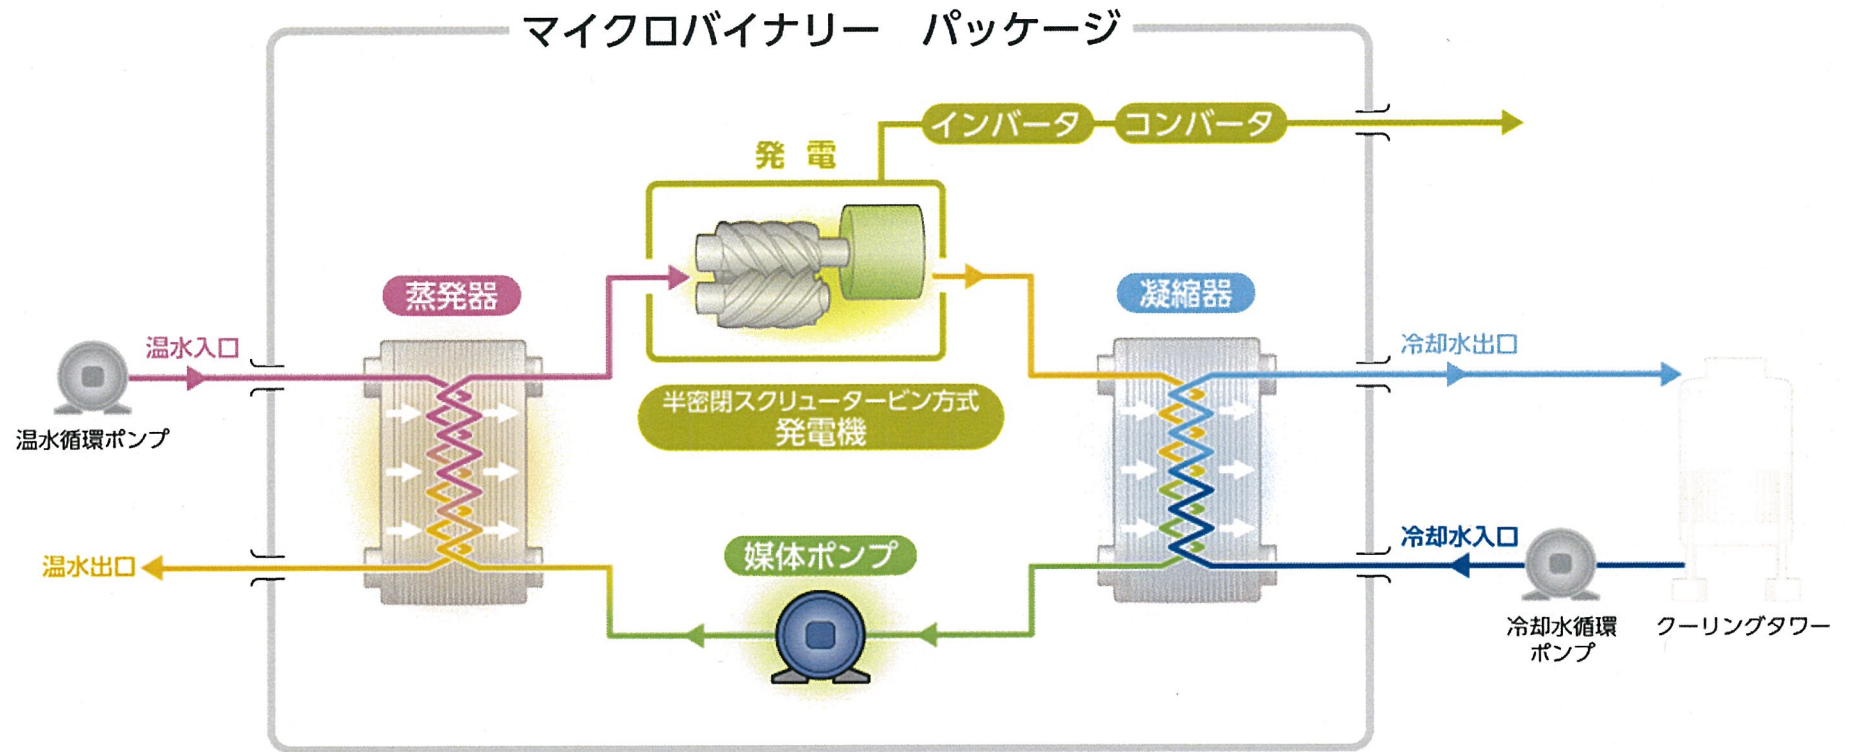 マイクロバイナリー パッケージ
インバータ
コンバータ
発電
蒸発器
凝縮器
温水入口
冷却水出口
半密閉スクリュータービン方式
発電機
温水循環ポンプ
温水出口
媒体ポンプ
冷却水入口
冷却水循環
ポンプ
クーリングタワー